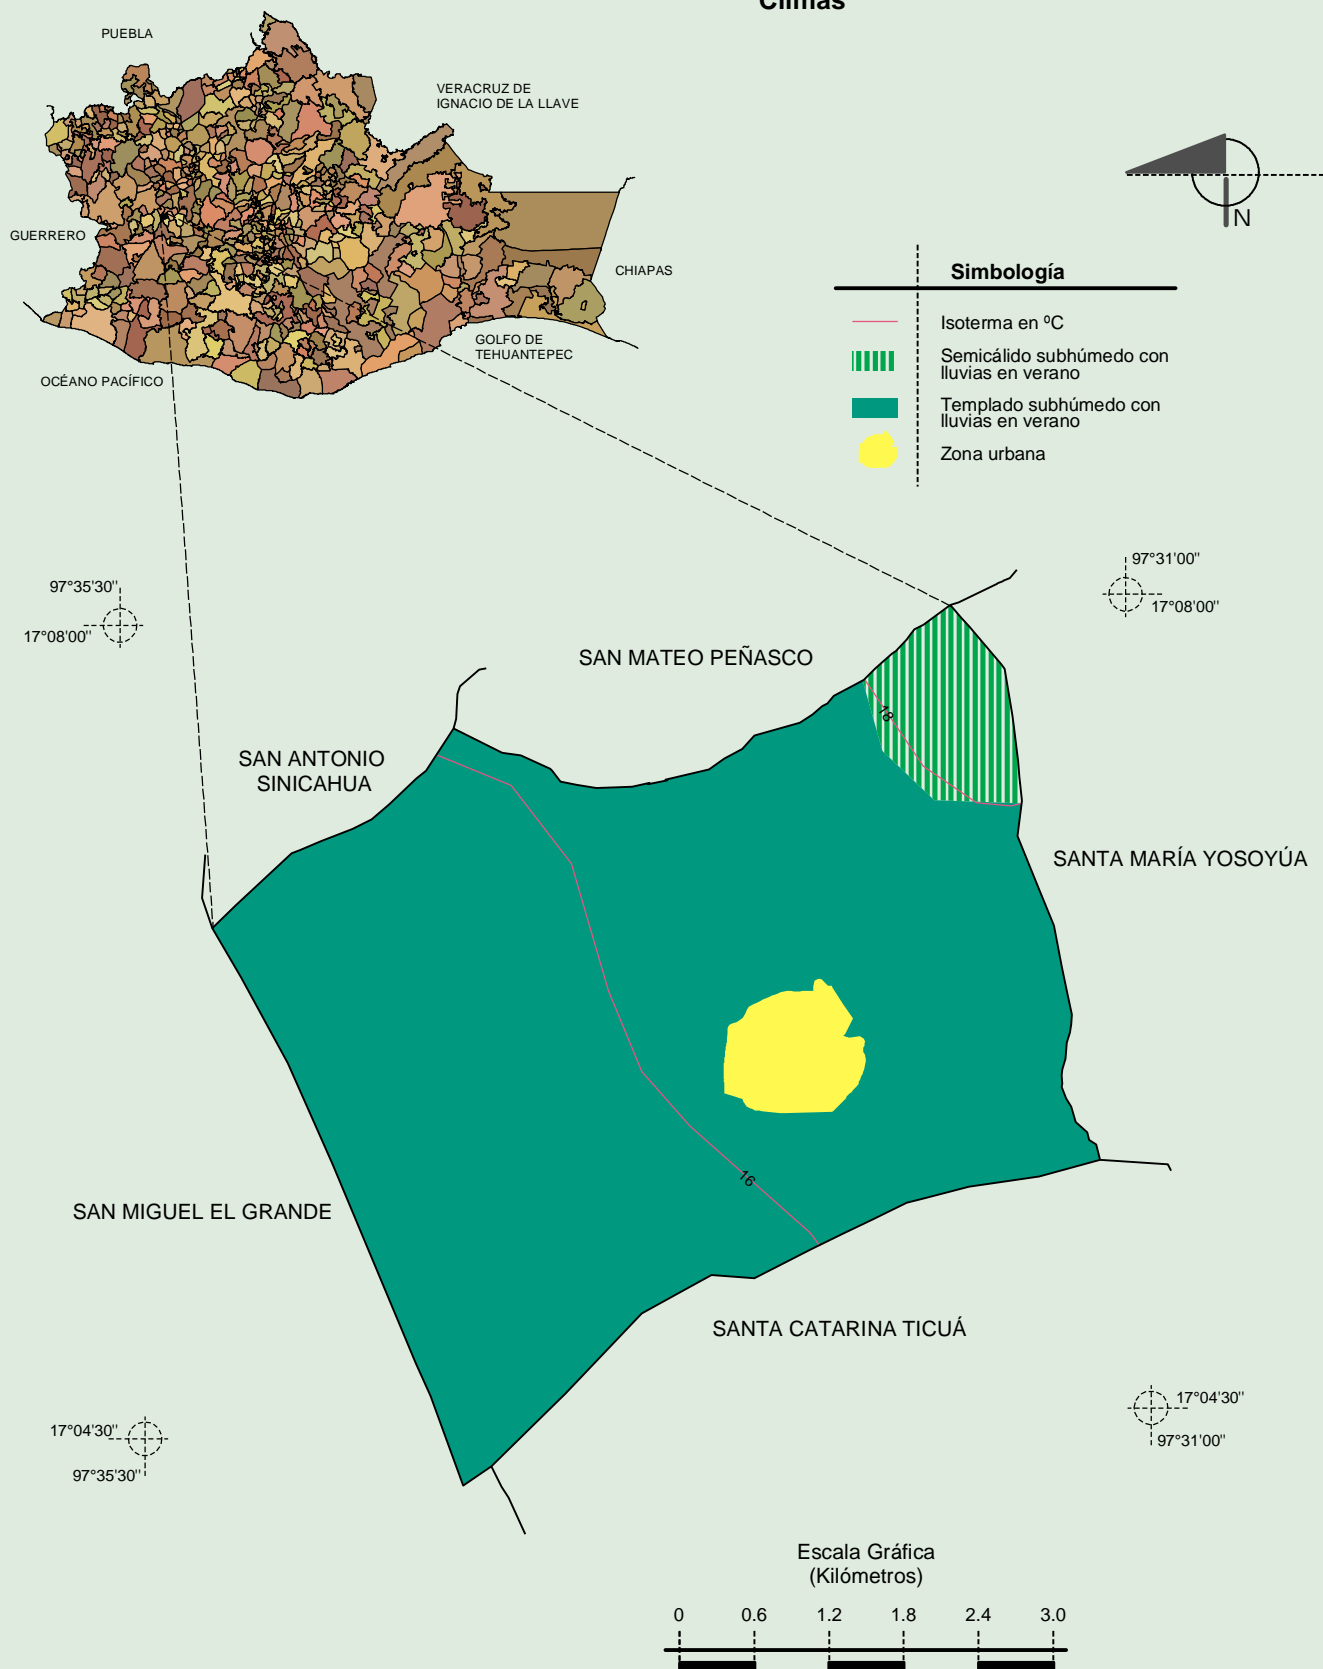 Climas
PUEBLA
VERACRUZ DE
IGNACIO DE LA LLAVE
GUERRERO
CHIAPAS
GOLFO DE
TEHUANTEPEC
OCÉANO PACÍFICO
N
Simbología
Isoterma en ºC
Semicálido subhúmedo con
lluvias en verano
Templado subhúmedo con
lluvias en verano
Zona urbana
97°35'30"
17°08'00"
97°31'00"
17°08'00"
SAN MATEO PEÑASCO
18
SAN ANTONIO
SINICAHUA
SANTA MARÍA YOSOYÚA
16
SAN MIGUEL EL GRANDE
SANTA CATARINA TICUÁ
17°04'30"
97°35'30"
17°04'30"
97°31'00"
Escala Gráfica
(Kilómetros)
0 0.6 1.2 1.8 2.4 3.0